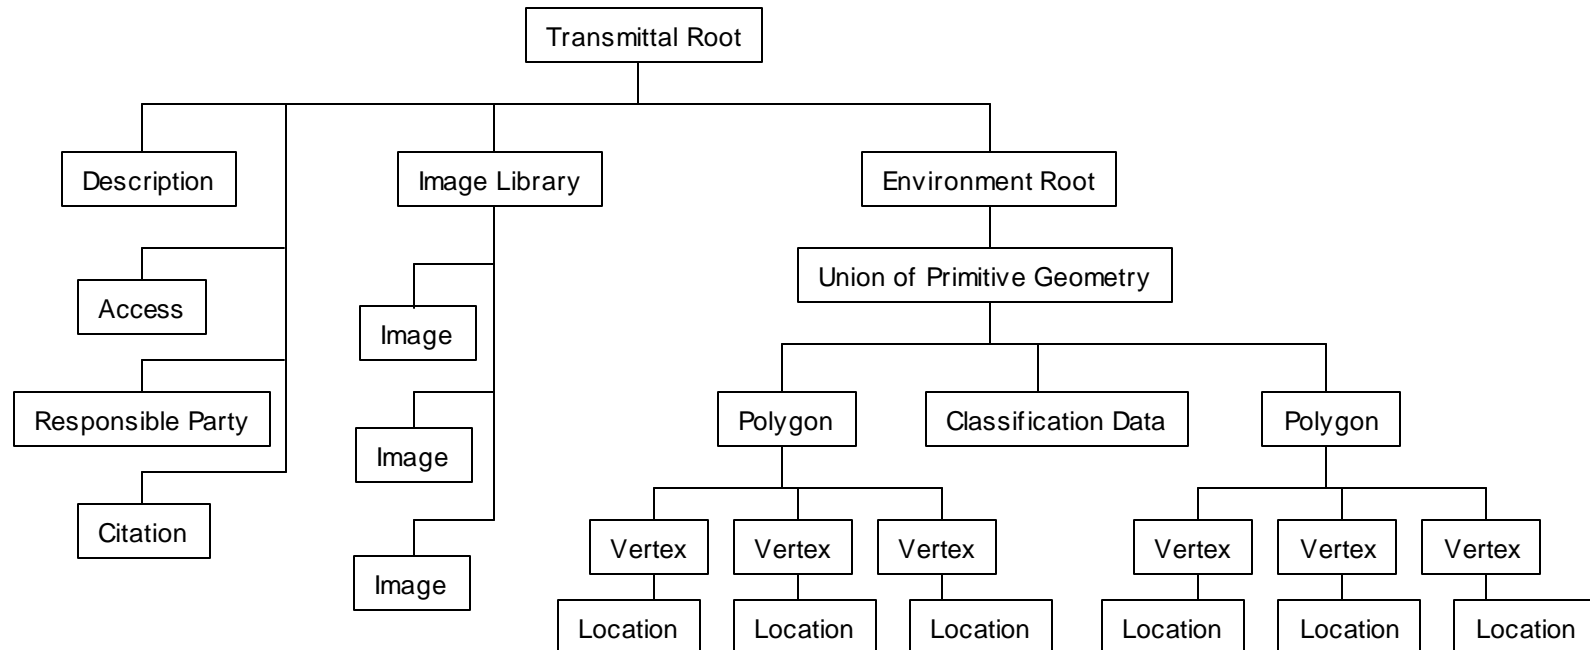 Transmittal Root
Description
Image Library
Environment Root
Union of Primitive Geometry
Access
Image
Polygon
Classification Data
Polygon
Responsible Party
Image
Citation
Vertex
Vertex
Vertex
Vertex
Vertex
Vertex
Image
Location
Location
Location
Location
Location
Location